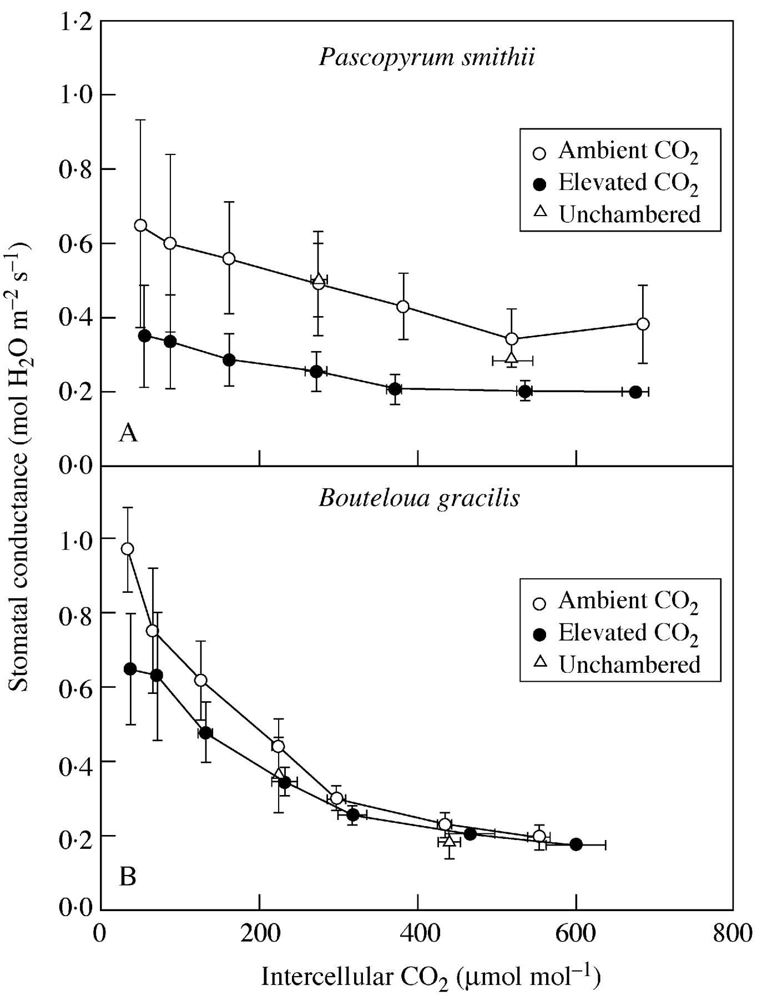 Stomatal conductance (mol H₂O m⁻² s⁻¹)
1·2
1·0
0·8
0·6
0·4
0·2
0·0
Pascopyrum smithii
Ambient CO₂
Elevated CO₂
Unchambered
A
1·0
0·8
0·6
0·4
0·2
0·0
Bouteloua gracilis
Ambient CO₂
Elevated CO₂
Unchambered
B
0 200 400 600 800
Intercellular CO₂ (μmol mol⁻¹)